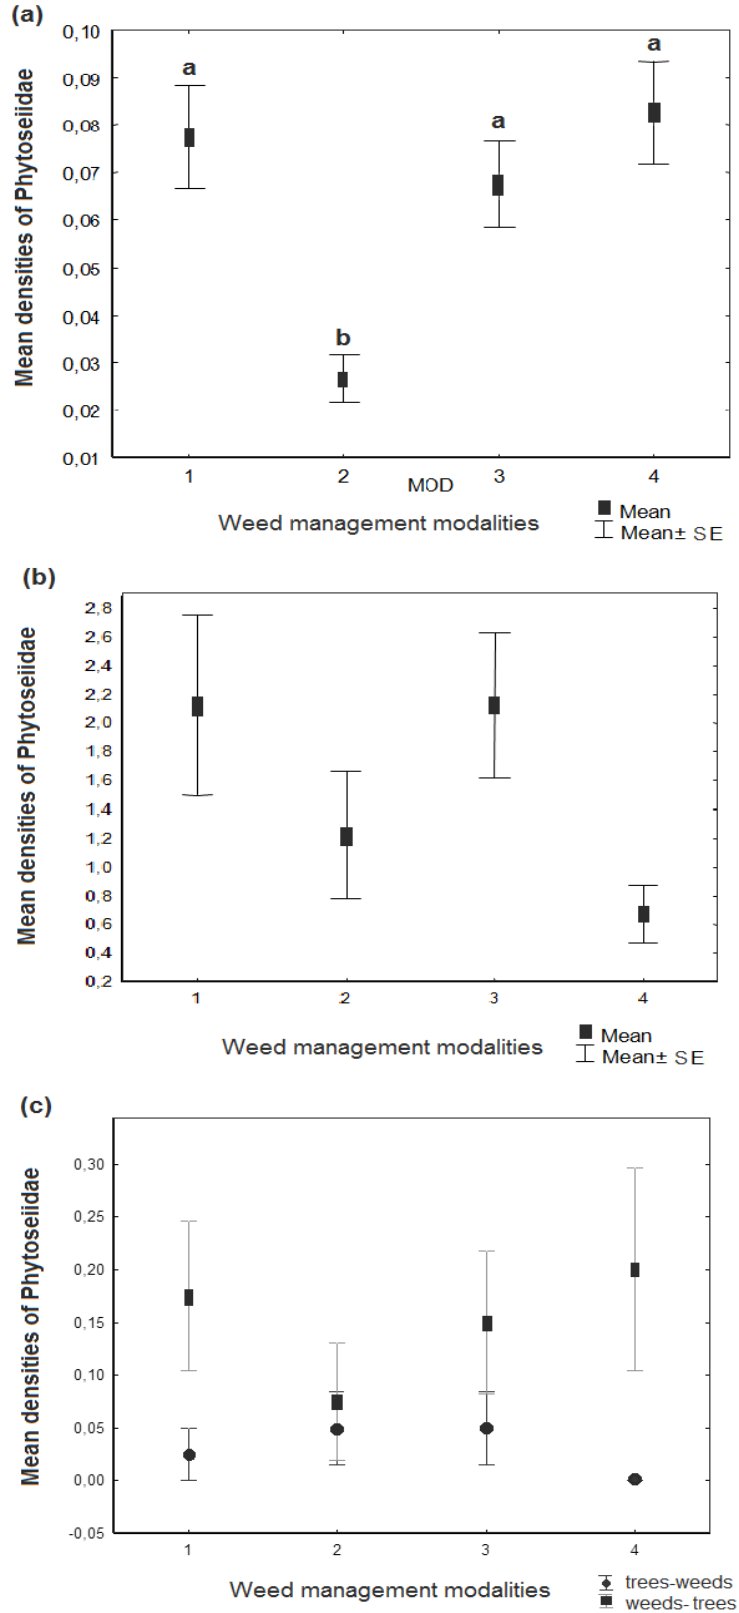 (a)
Mean densities of Phytoseiidae
0,10
0,09
0,08
0,07
0,06
0,05
0,04
0,03
0,02
0,01
a
b
a
a
1
2
3
4
MOD
Weed management modalities
Mean
Mean± SE
(b)
Mean densities of Phytoseiidae
2,8
2,6
2,4
2,2
2,0
1,8
1,6
1,4
1,2
1,0
0,8
0,6
0,4
0,2
1
2
3
4
Weed management modalities
Mean
Mean± SE
(c)
Mean densities of Phytoseiidae
0,30
0,25
0,20
0,15
0,10
0,05
0,00
-0,05
1
2
3
4
Weed management modalities
trees-weeds
weeds-trees